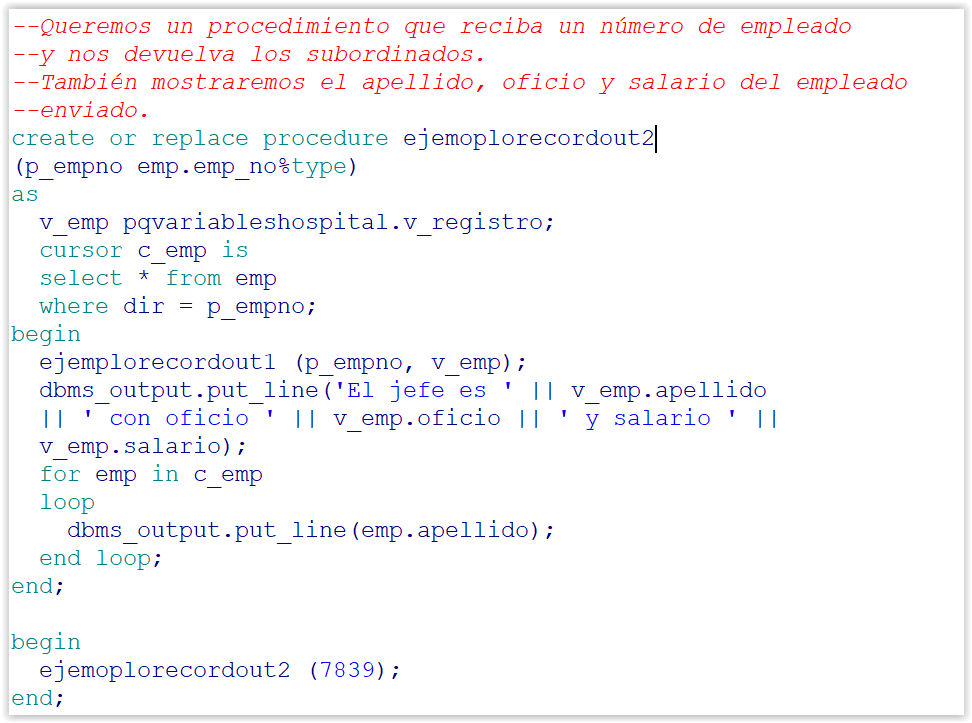 --Queremos un procedimiento que reciba un número de empleado
--y nos devuelva los subordinados.
--También mostraremos el apellido, oficio y salario del empleado
--enviado.
create or replace procedure ejemoplorecordout2
(p_empno emp.emp_no%type)
as
  v_emp pqvariableshospital.v_registro;
  cursor c_emp is
  select * from emp
  where dir = p_empno;
begin
  ejemplorecordout1 (p_empno, v_emp);
  dbms_output.put_line('El jefe es ' || v_emp.apellido
  || ' con oficio ' || v_emp.oficio || ' y salario ' ||
  v_emp.salario);
  for emp in c_emp
  loop
    dbms_output.put_line(emp.apellido);
  end loop;
end;

begin
  ejemoplorecordout2 (7839);
end;